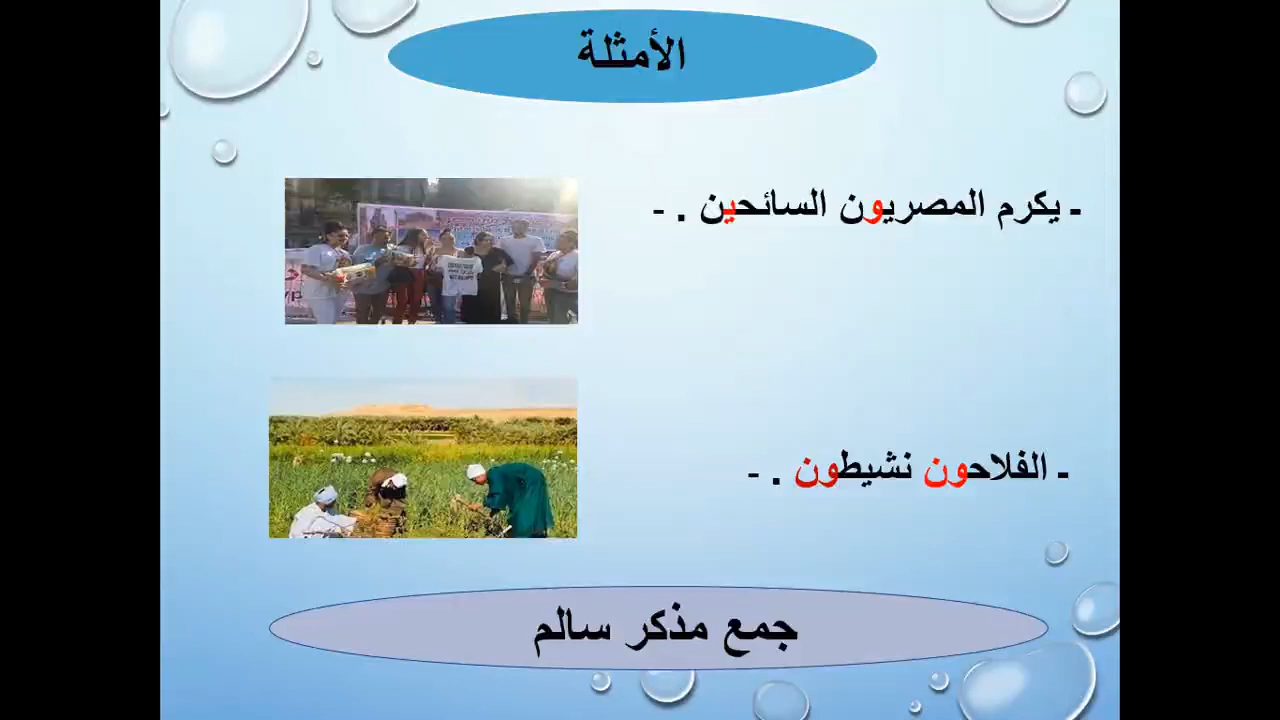 الأمثلة
ـ يكرم المصريون السائحين . -
ـ الفلاحون نشيطون . -
جمع مذكر سالم